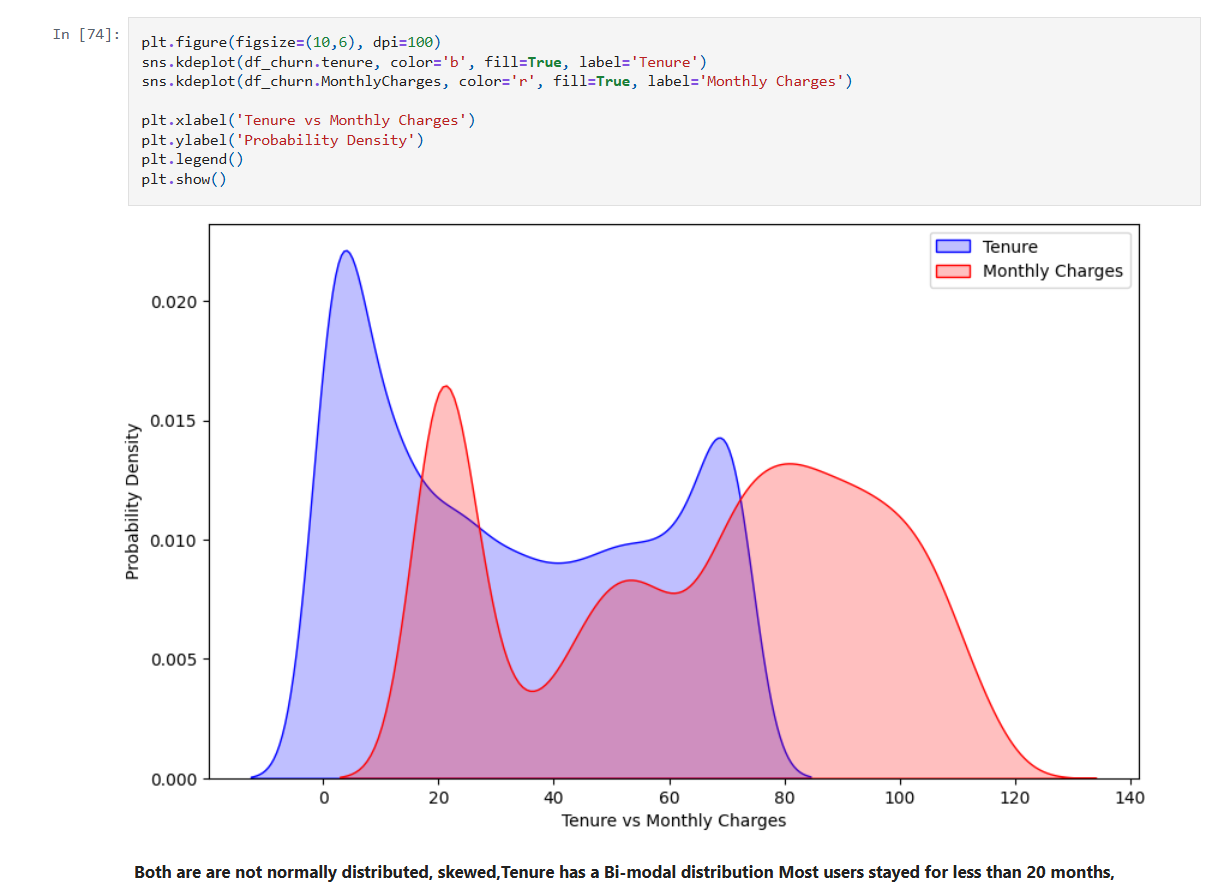 In [74]:
plt.figure(figsize=(10,6), dpi=100)
sns.kdeplot(df_churn.tenure, color='b', fill=True, label='Tenure')
sns.kdeplot(df_churn.MonthlyCharges, color='r', fill=True, label='Monthly Charges')
plt.xlabel('Tenure vs Monthly Charges')
plt.ylabel('Probability Density')
plt.legend()
plt.show()
Tenure
Monthly Charges
Probability Density
0.020
0.015
0.010
0.005
0.000
0 20 40 60 80 100 120 140
Tenure vs Monthly Charges
Both are are not normally distributed, skewed,Tenure has a Bi-modal distribution Most users stayed for less than 20 months,